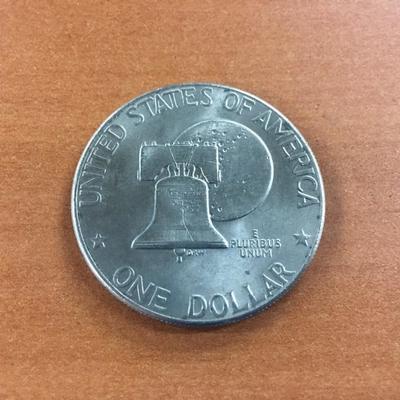 UNITED STATES OF AMERICA
E
PLURIBUS
UNUM
ONE DOLLAR